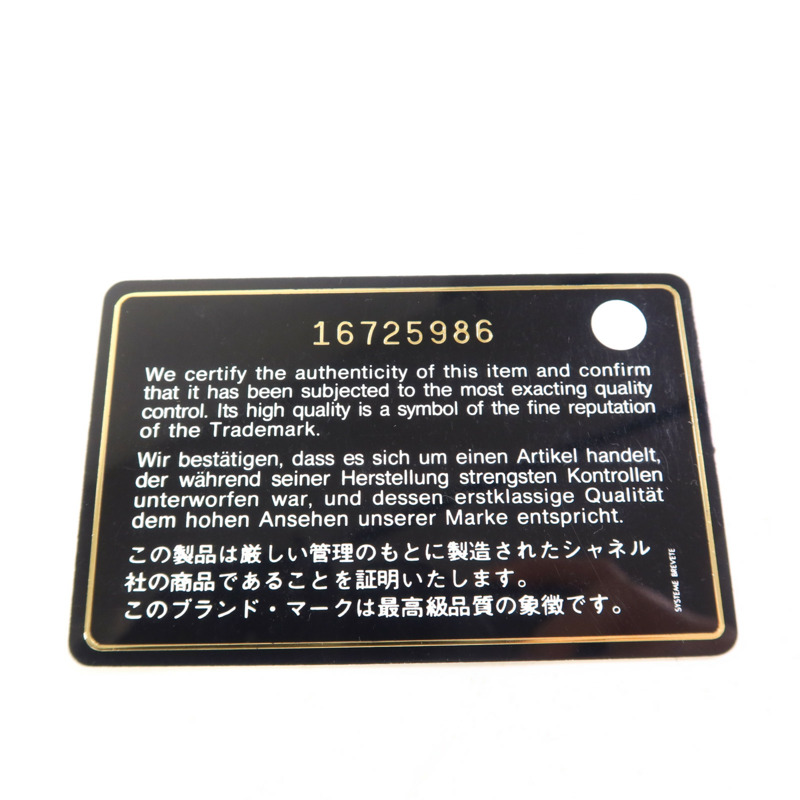 16725986
We certify the authenticity of this item and confirm
that it has been subjected to the most exacting quality
control. Its high quality is a symbol of the fine reputation
of the Trademark.
Wir bestätigen, dass es sich um einen Artikel handelt,
der während seiner Herstellung strengsten Kontrollen
unterworfen war, und dessen erstklassige Qualität
dem hohen Ansehen unserer Marke entspricht.
この製品は厳しい管理のもとに製造されたシャネル
社の商品であることを証明いたします。
このブランド・マークは最高級品質の象徴です。
SYSTEME BREVETE